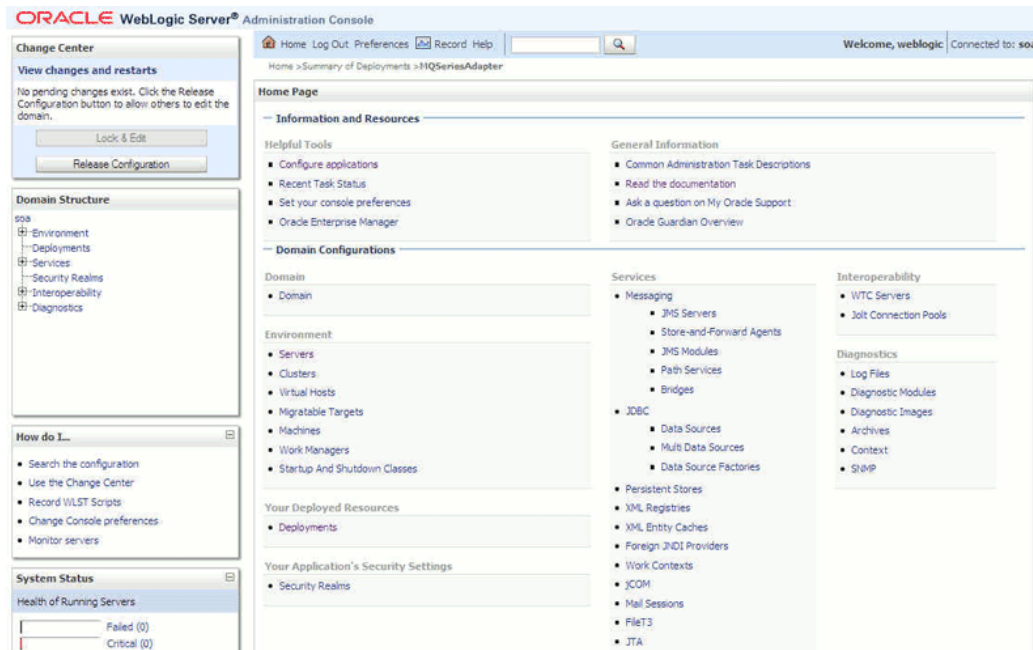 ORACLE WebLogic Server® Administration Console
Change Center
View changes and restarts
No pending changes exist. Click the Release
Configuration button to allow others to edit the
domain.
Lock & Edit
Release Configuration
Domain Structure
soa
Environment
Deployments
Services
Security Realms
Interoperability
Diagnostics
How do I...
Search the configuration
Use the Change Center
Record WLST Scripts
Change Console preferences
Monitor servers
System Status
Health of Running Servers
Failed (0)
Critical (0)
Home Log Out Preferences Record Help
Welcome, weblogic Connected to: soa
Home >Summary of Deployments >MQSeriesAdapter
Home Page
Information and Resources
Helpful Tools
Configure applications
Recent Task Status
Set your console preferences
Oracle Enterprise Manager
General Information
Common Administration Task Descriptions
Read the documentation
Ask a question on My Oracle Support
Oracle Guardian Overview
Domain Configurations
Domain
Domain
Environment
Servers
Clusters
Virtual Hosts
Migratable Targets
Machines
Work Managers
Startup And Shutdown Classes
Your Deployed Resources
Deployments
Your Application's Security Settings
Security Realms
Services
Messaging
JMS Servers
Store-and-Forward Agents
JMS Modules
Path Services
Bridges
JDBC
Data Sources
Multi Data Sources
Data Source Factories
Persistent Stores
XML Registries
XML Entity Caches
Foreign JNDI Providers
Work Contexts
jCOM
Mail Sessions
FileT3
JTA
Interoperability
WTC Servers
Jolt Connection Pools
Diagnostics
Log Files
Diagnostic Modules
Diagnostic Images
Archives
Context
SNMP